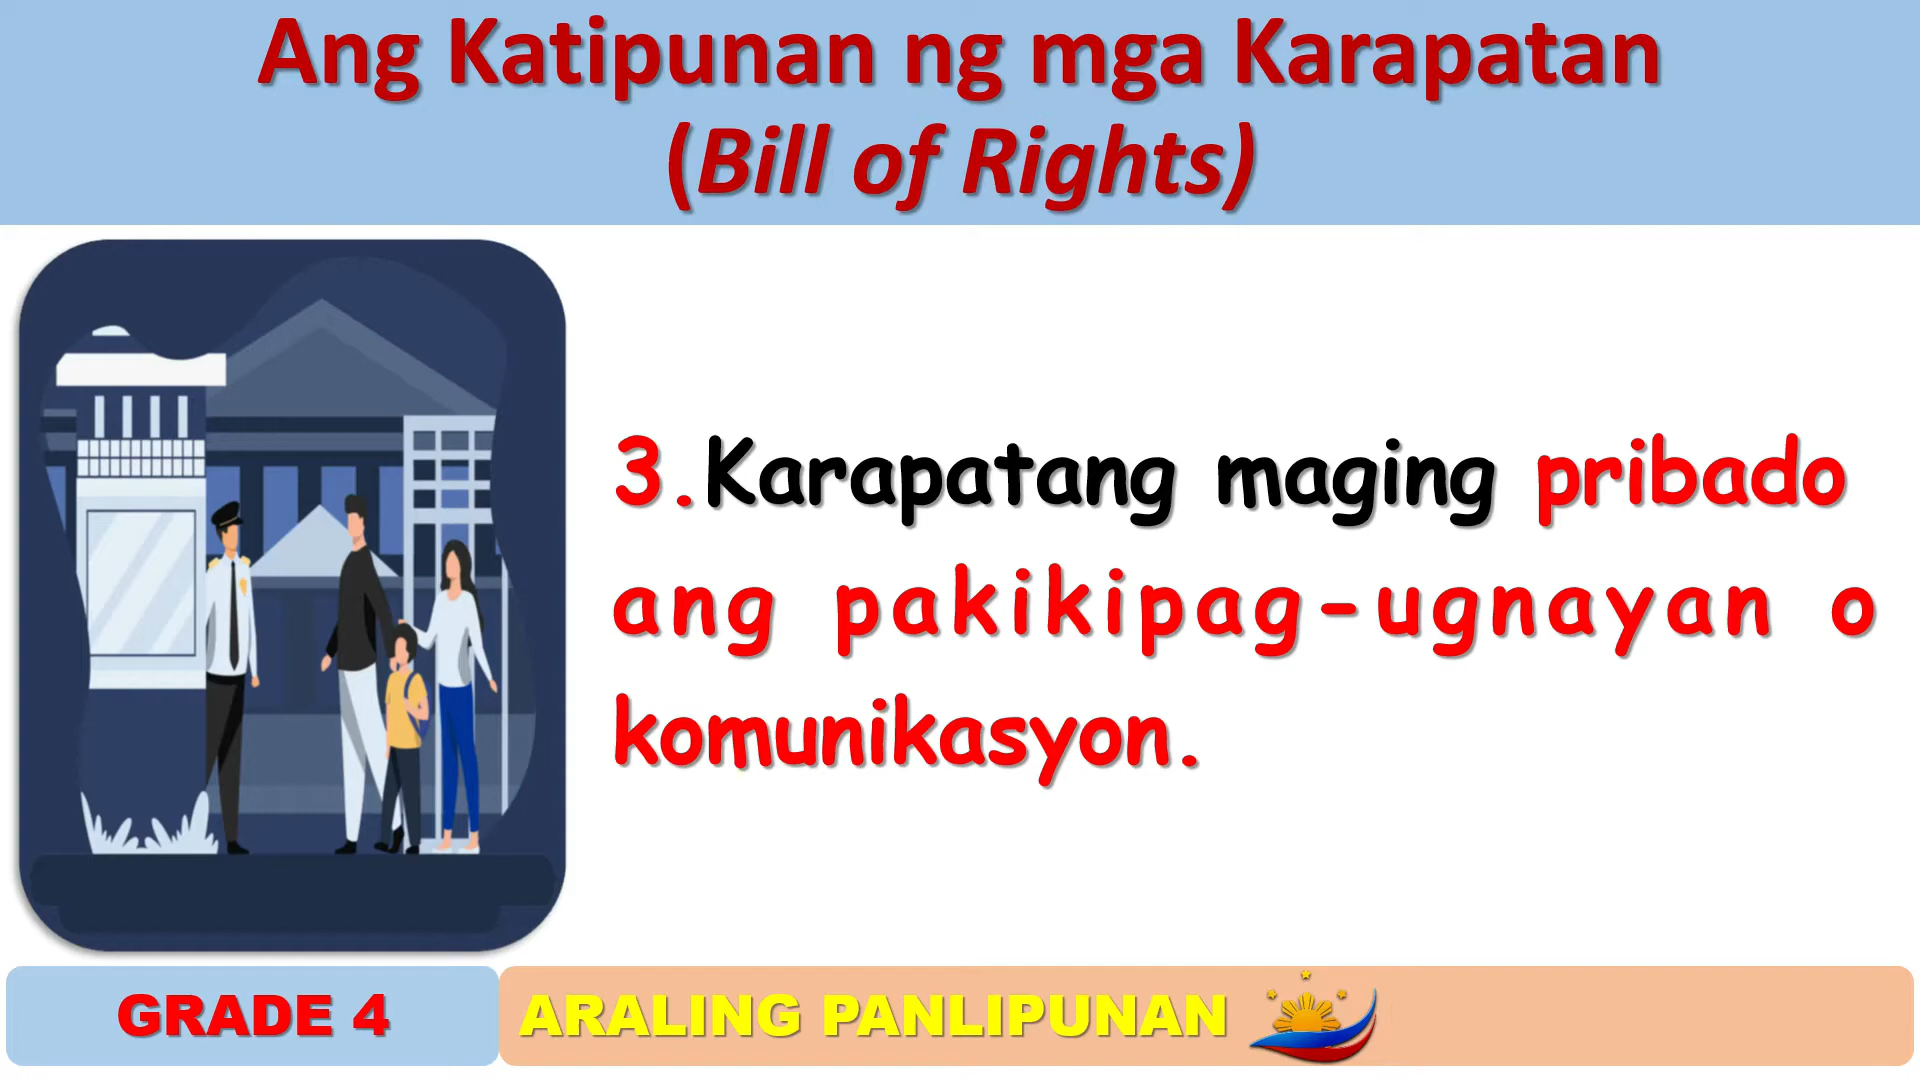 Ang Katipunan ng mga Karapatan
(Bill of Rights)
3.Karapatang maging pribado
ang pakikipag-ugnayan o
komunikasyon.
GRADE 4
ARALING PANLIPUNAN